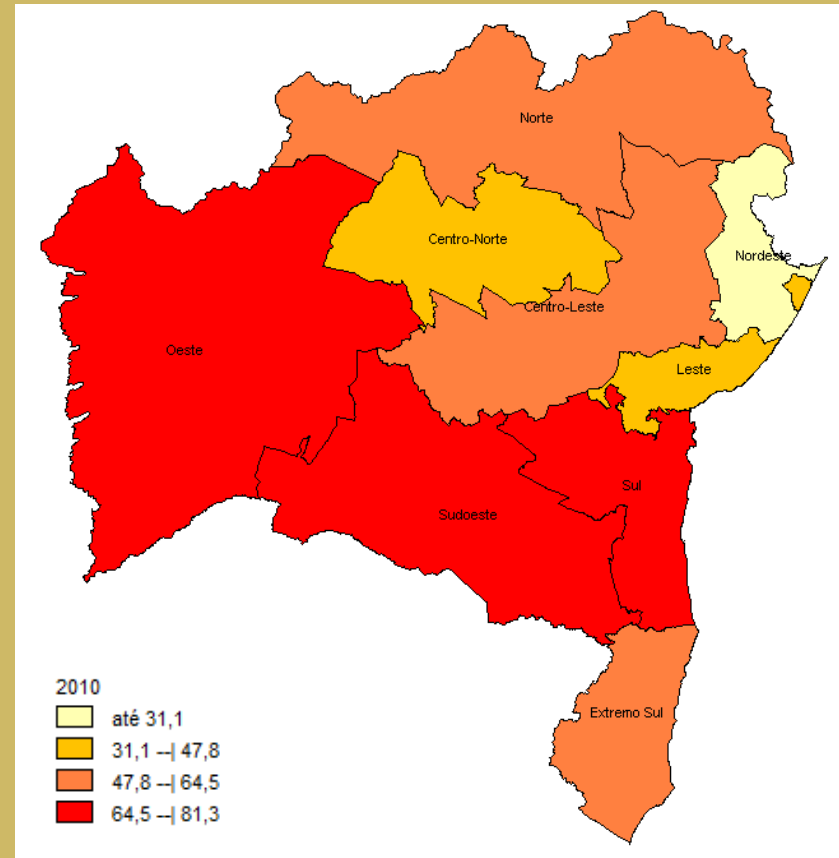 Norte
Centro-Norte
Nordeste
Centro-Leste
Oeste
Leste
Sul
Sudoeste
Extremo Sul
2010
até 31,1
31,1 --| 47,8
47,8 --| 64,5
64,5 --| 81,3